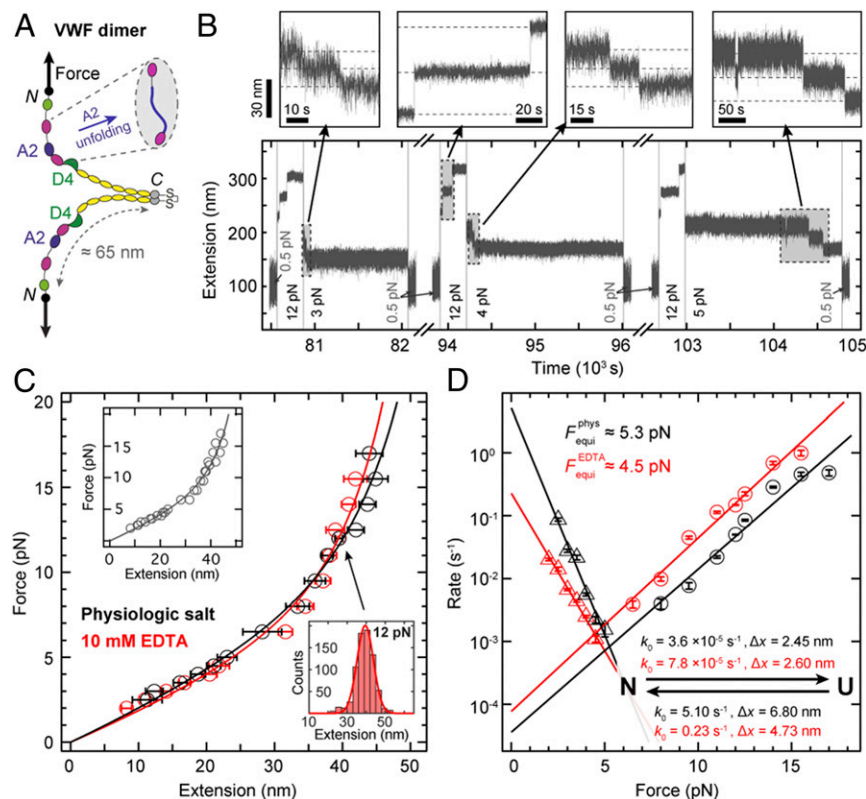 A
VWF dimer
Force
N
A2
unfolding
A2
D4
C
S
S
D4
A2
≈ 65 nm
N
B
30 nm
10 s
20 s
15 s
50 s
Extension (nm)
300
200
100
0.5 pN
12 pN
3 pN
0.5 pN
12 pN
4 pN
0.5 pN
12 pN
5 pN
0.5 pN
81
82
94
95
96
103
104
105
Time (10³ s)
C
Force (pN)
20
15
10
5
0
Force (pN)
15
10
5
0
20
40
Extension (nm)
Physiologic salt
10 mM EDTA
12 pN
Counts
150
100
50
10
30
50
Extension (nm)
0
10
20
30
40
50
Extension (nm)
D
F equi phys ≈ 5.3 pN
F equi EDTA ≈ 4.5 pN
Rate (s⁻¹)
10⁰
10⁻¹
10⁻²
10⁻³
10⁻⁴
k₀ = 3.6 ×10⁻⁵ s⁻¹ , Δx = 2.45 nm
k₀ = 7.8 ×10⁻⁵ s⁻¹ , Δx = 2.60 nm
N
U
k₀ = 5.10 s⁻¹ , Δx = 6.80 nm
k₀ = 0.23 s⁻¹ , Δx = 4.73 nm
0
5
10
15
Force (pN)